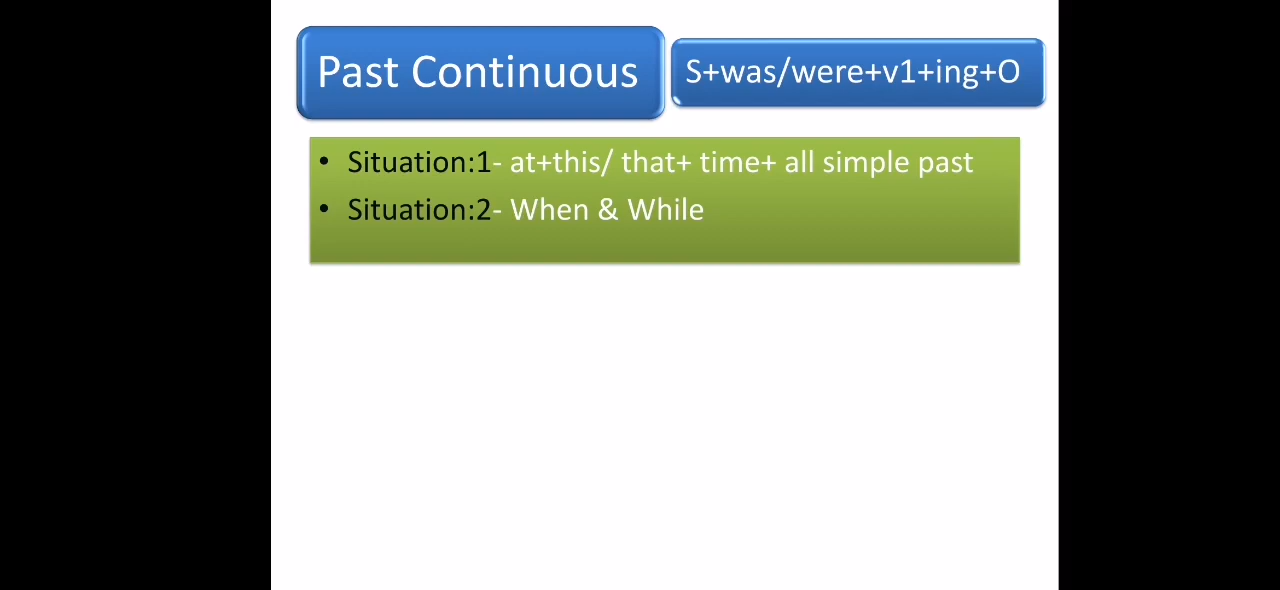 Past Continuous
S+was/were+v1+ing+O
• Situation:1- at+this/ that+ time+ all simple past
• Situation:2- When & While